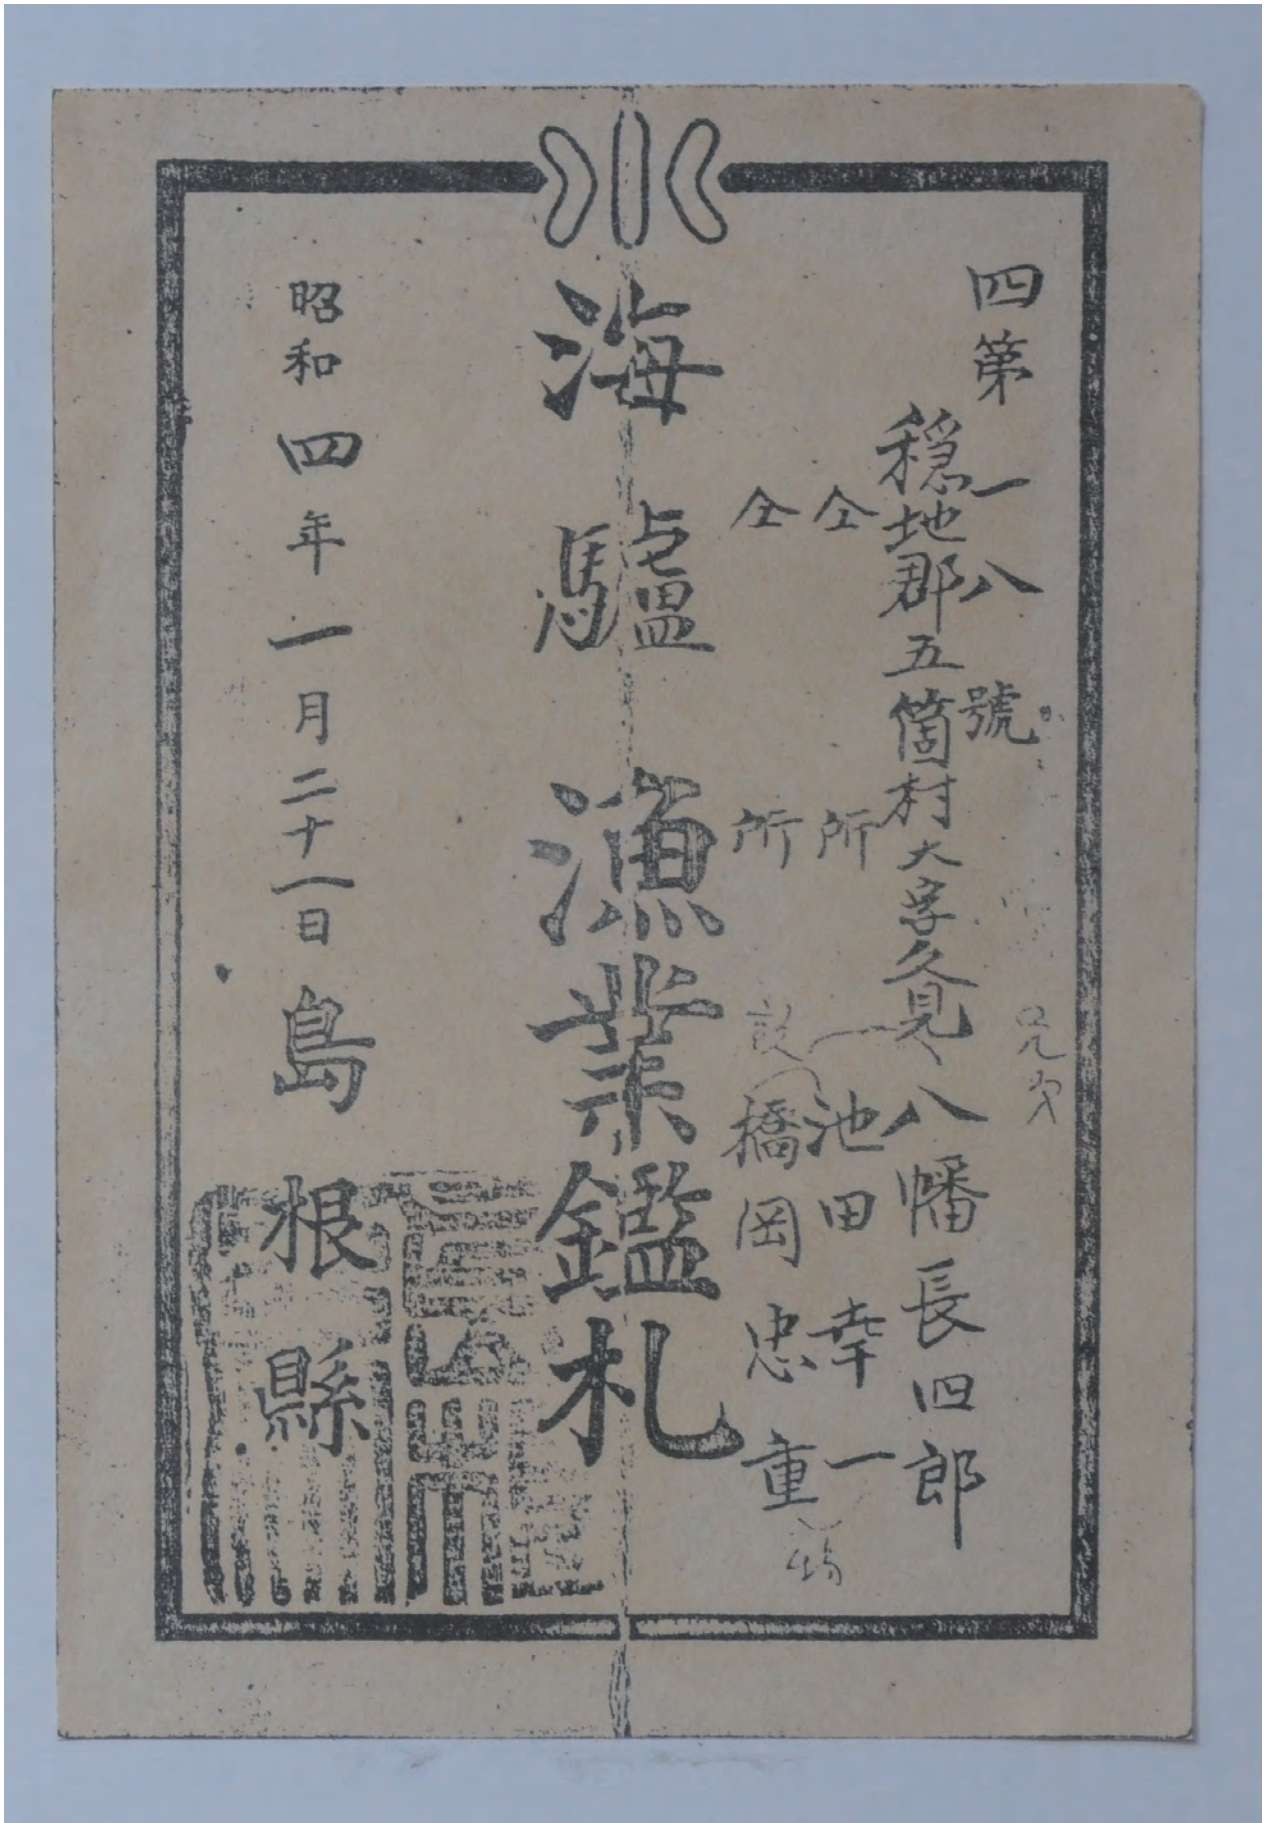 四第一八號
穏地郡五箇村大字久見 八幡長四郎
仝所 池田幸一
仝所 橋岡忠重
海驢漁業鑑札
昭和四年一月二十一日 島根縣